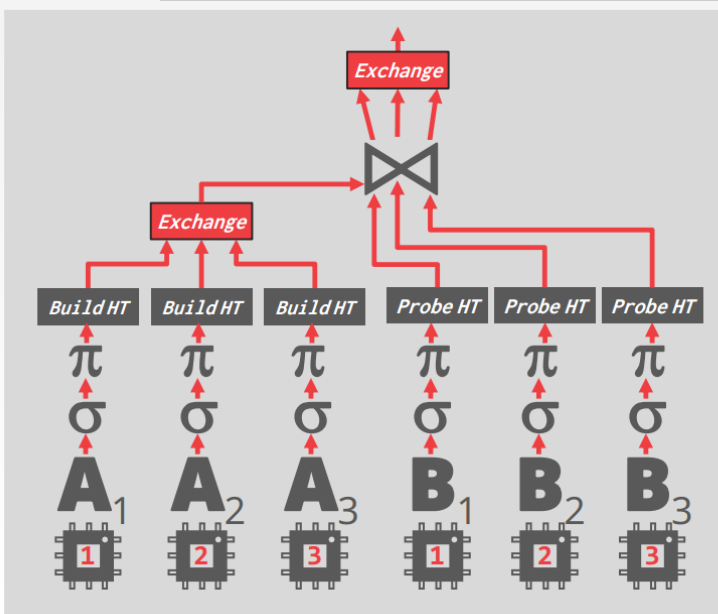 Exchange
Exchange
Build HT Build HT Build HT Probe HT Probe HT Probe HT
π π π π π π
σ σ σ σ σ σ
A1 A2 A3 B1 B2 B3
1 2 3 1 2 3